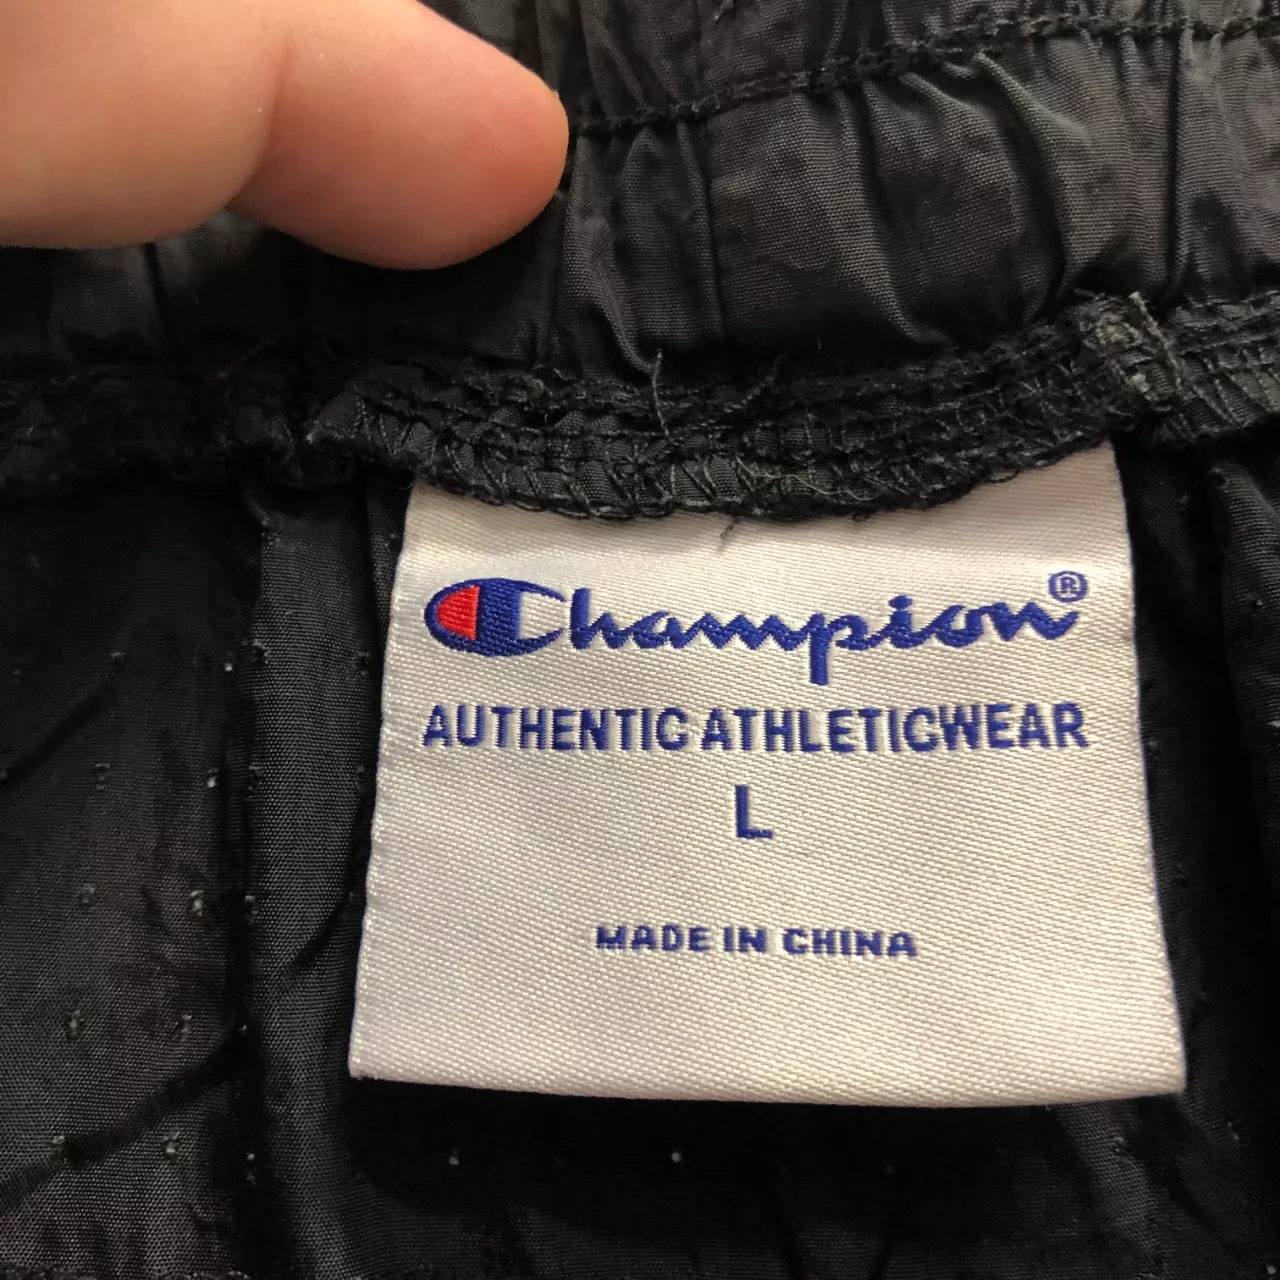 Champion®
AUTHENTIC ATHLETICWEAR
L
MADE IN CHINA